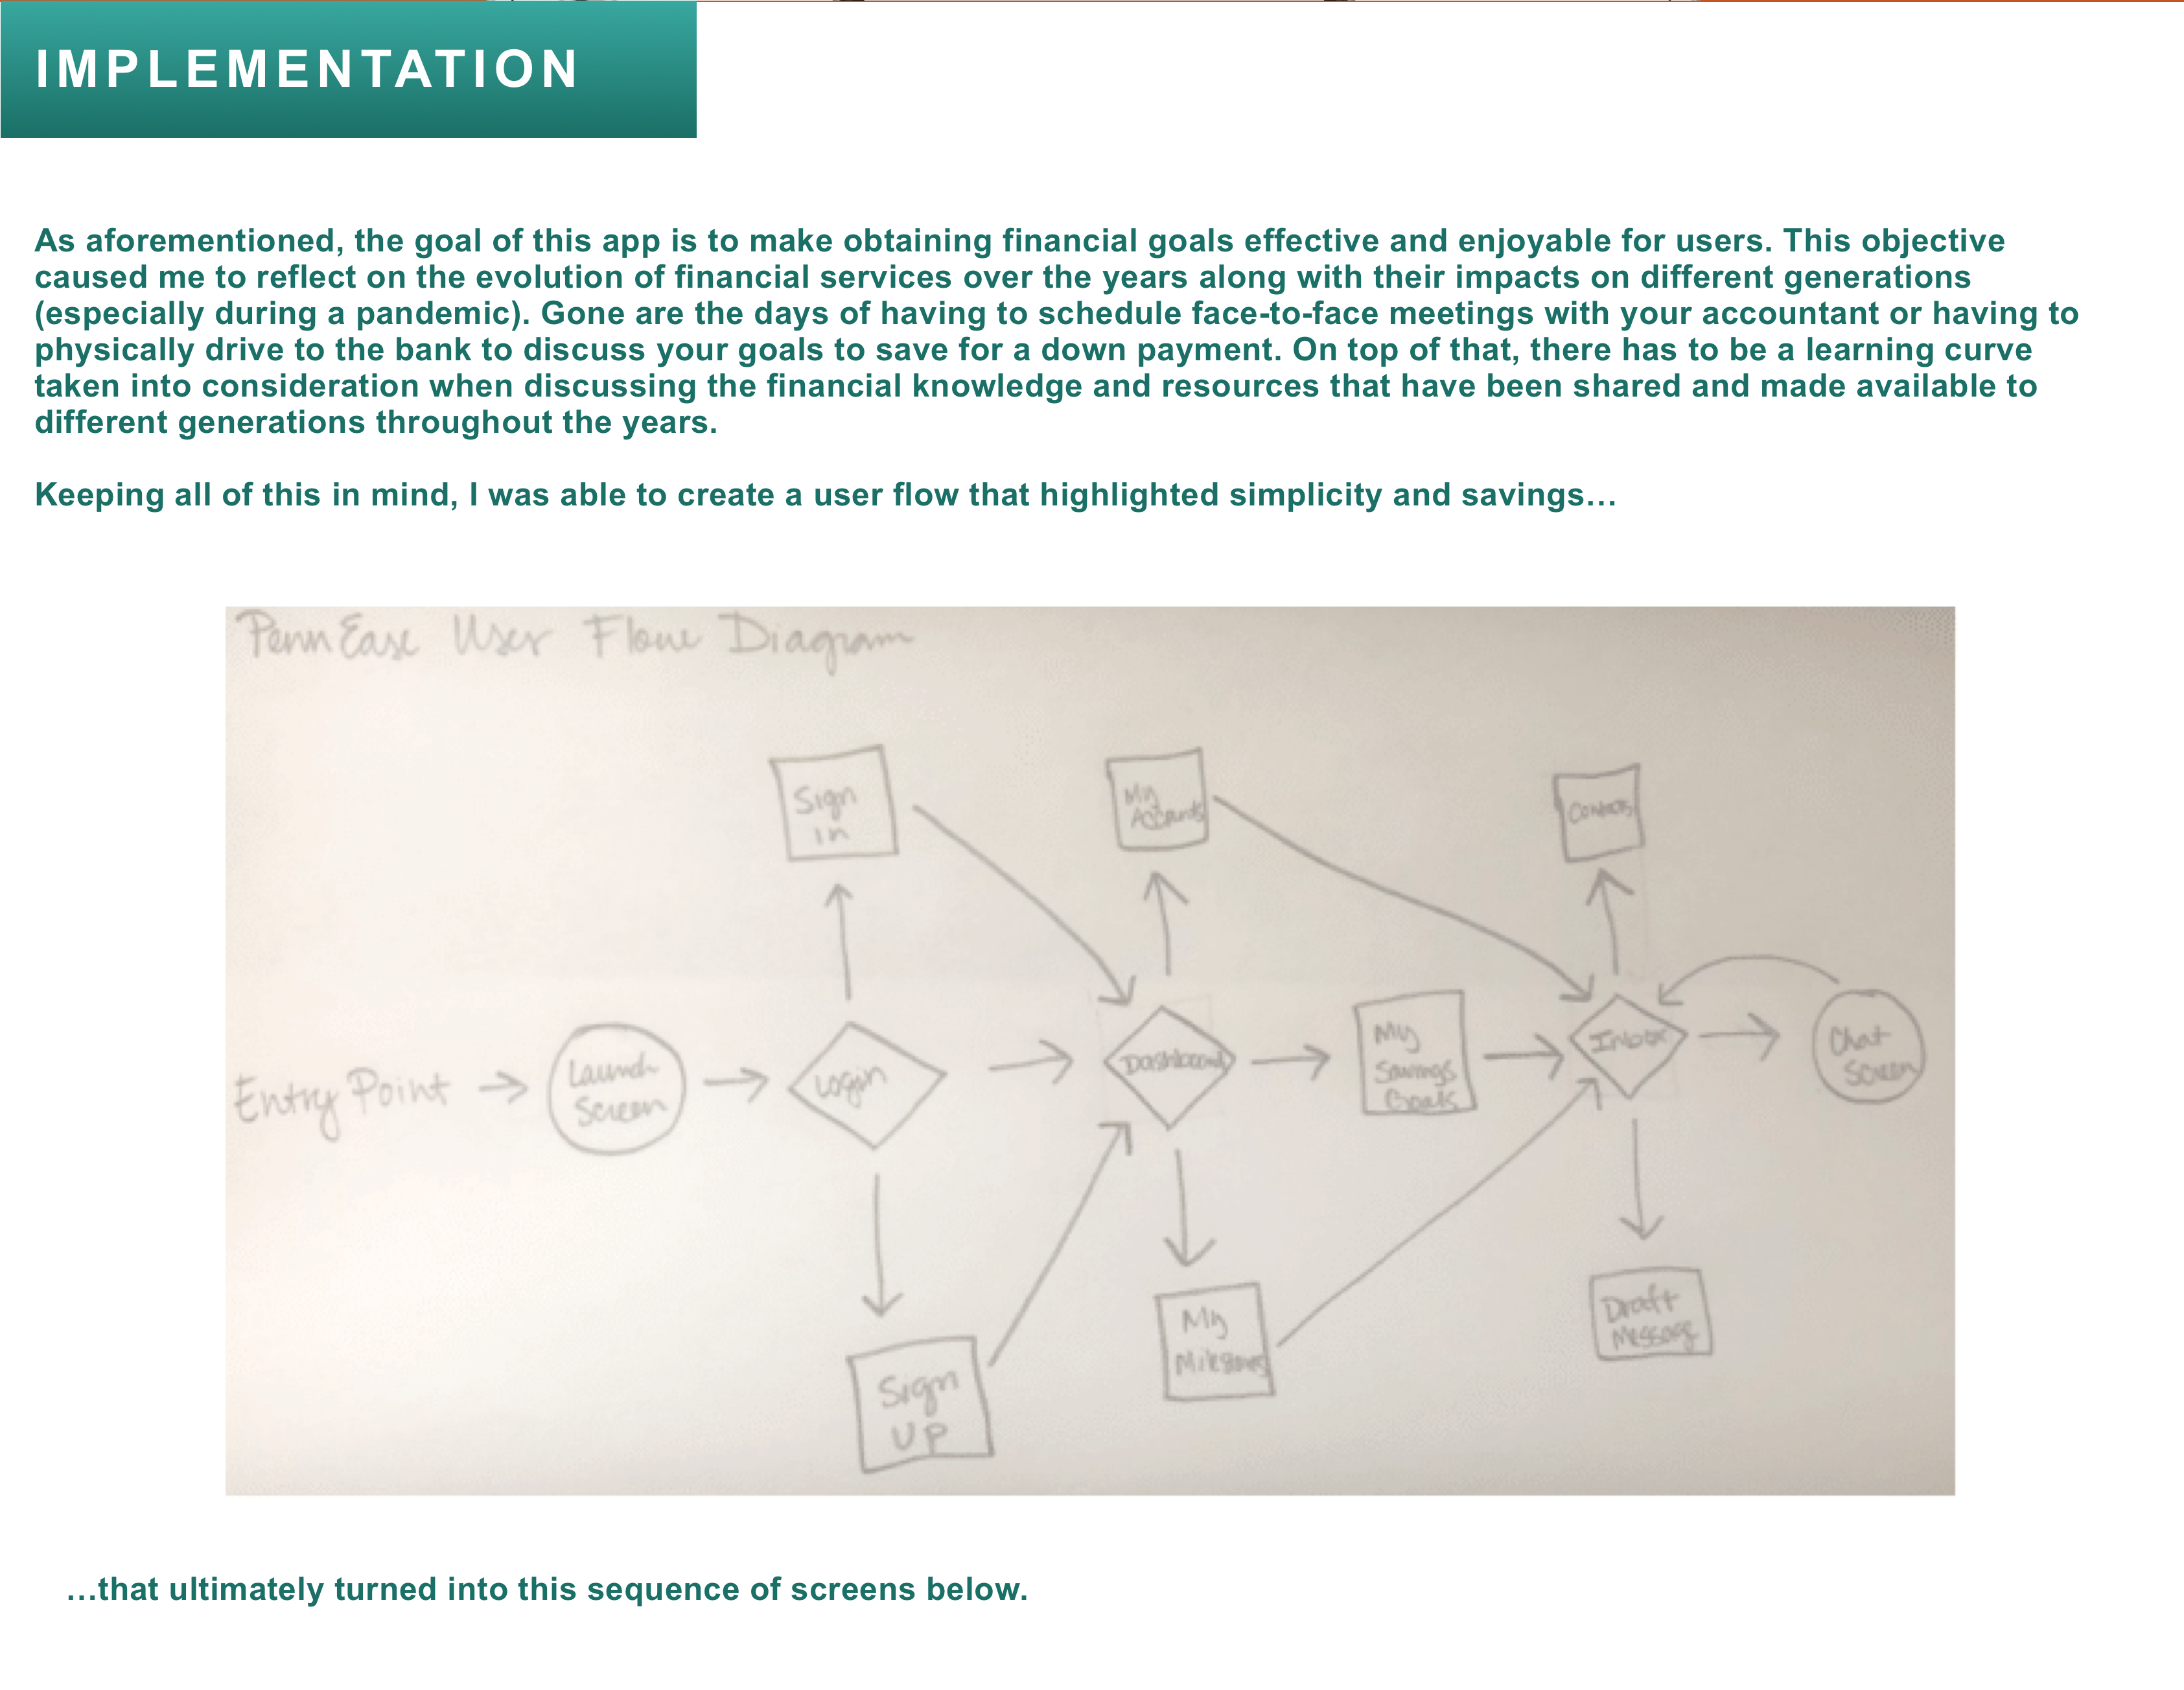 IMPLEMENTATION
As aforementioned, the goal of this app is to make obtaining financial goals effective and enjoyable for users. This objective
caused me to reflect on the evolution of financial services over the years along with their impacts on different generations
(especially during a pandemic). Gone are the days of having to schedule face-to-face meetings with your accountant or having to
physically drive to the bank to discuss your goals to save for a down payment. On top of that, there has to be a learning curve
taken into consideration when discussing the financial knowledge and resources that have been shared and made available to
different generations throughout the years.
Keeping all of this in mind, I was able to create a user flow that highlighted simplicity and savings…
PennEase User Flow Diagram
Sign
in
My
Accounts
Contacts
Entry Point
Launch
Screen
Login
Dashboard
My
Savings
Goals
Inbox
Chat
Screen
Sign
UP
My
Milestones
Draft
Message
…that ultimately turned into this sequence of screens below.